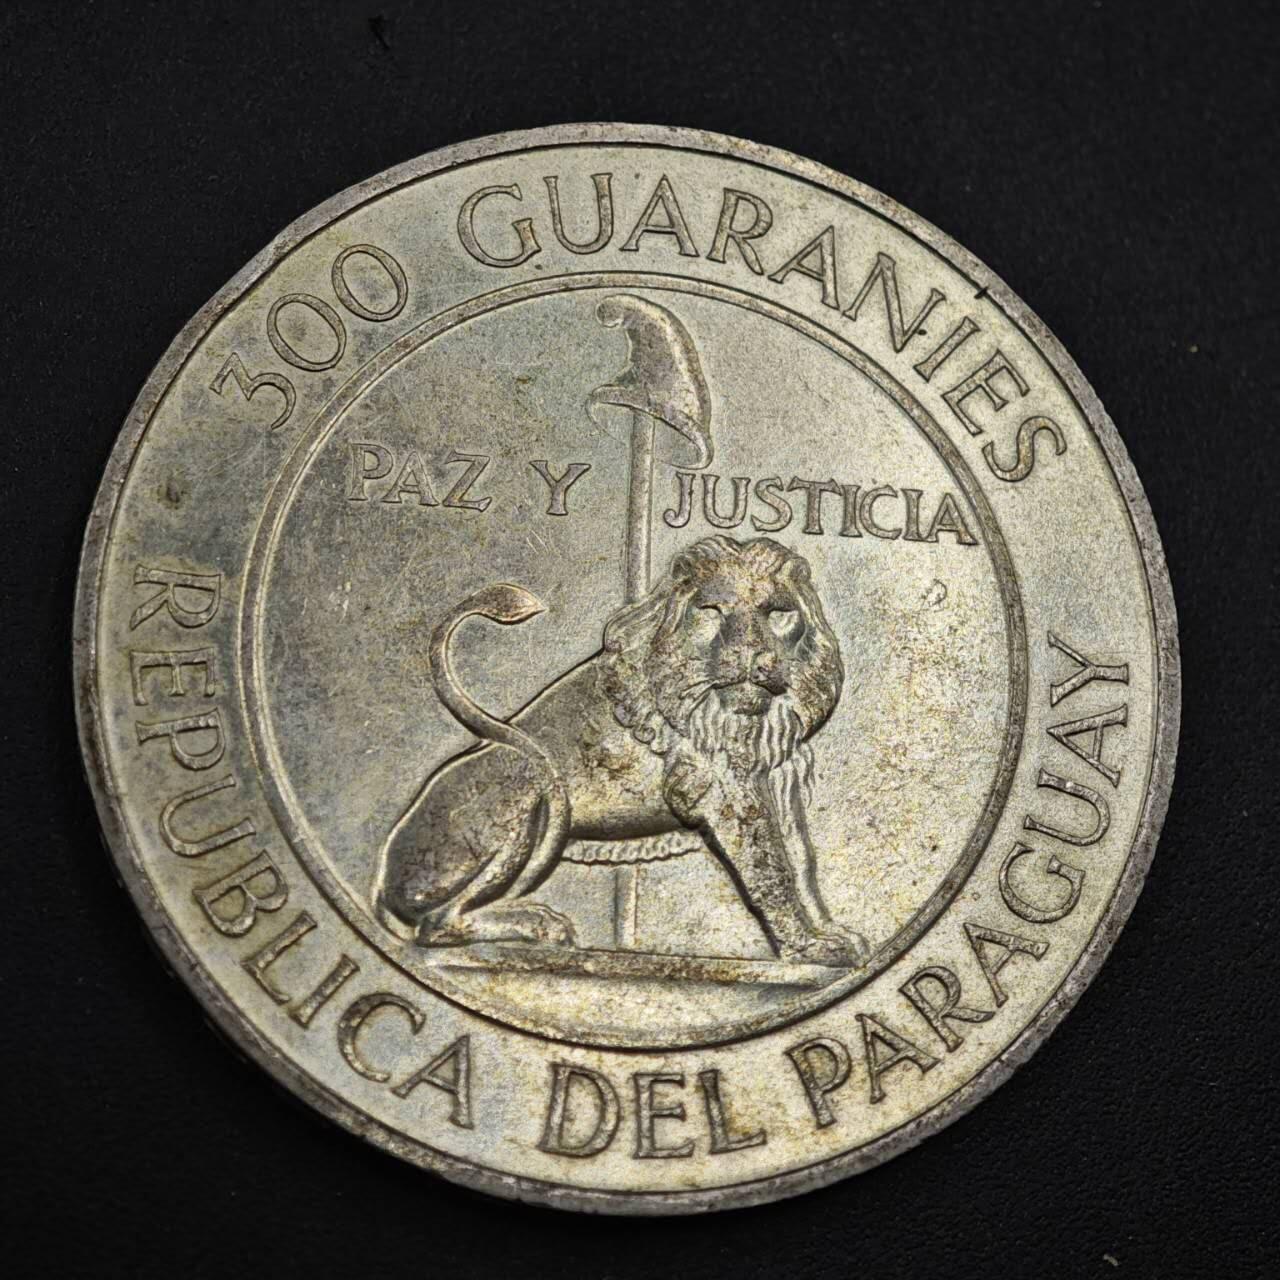 300 GUARANIES
PAZ Y JUSTICIA
REPUBLICA DEL PARAGUAY